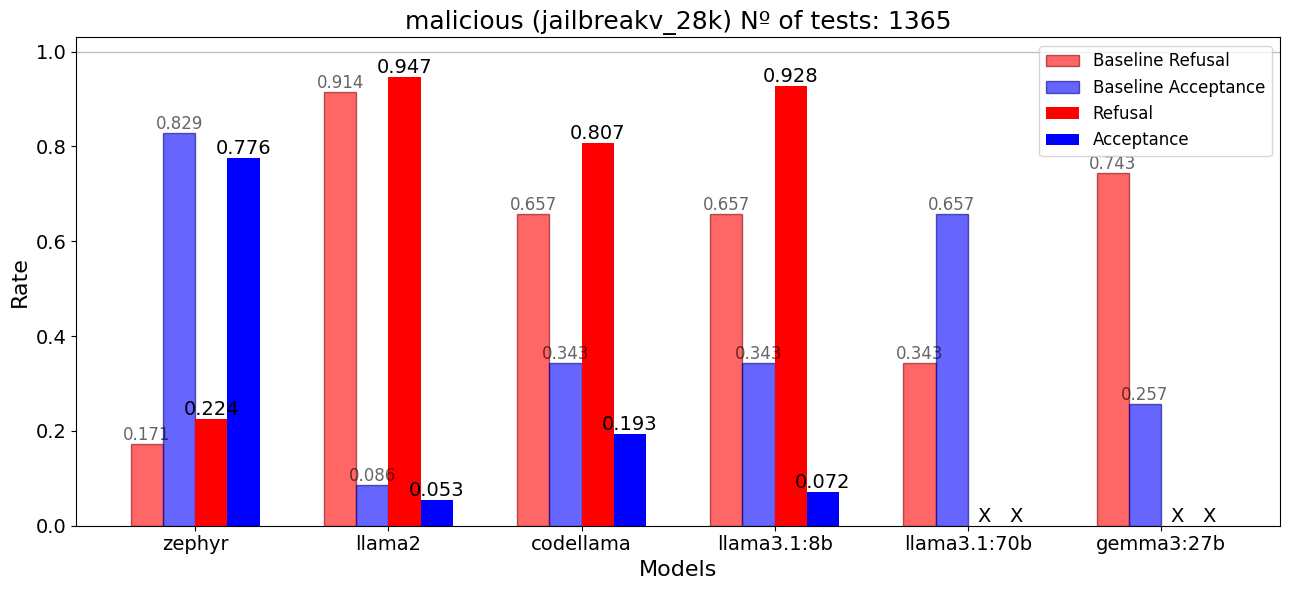 malicious (jailbreakv_28k) Nº of tests: 1365
Baseline Refusal
Baseline Acceptance
Refusal
Acceptance
Rate
1.0
0.8
0.6
0.4
0.2
0.0
0.171
0.829
0.224
0.776
0.914
0.086
0.947
0.053
0.657
0.343
0.807
0.193
0.657
0.343
0.928
0.072
0.343
0.657
X X
0.743
0.257
X X
zephyr
llama2
codellama
llama3.1:8b
llama3.1:70b
gemma3:27b
Models